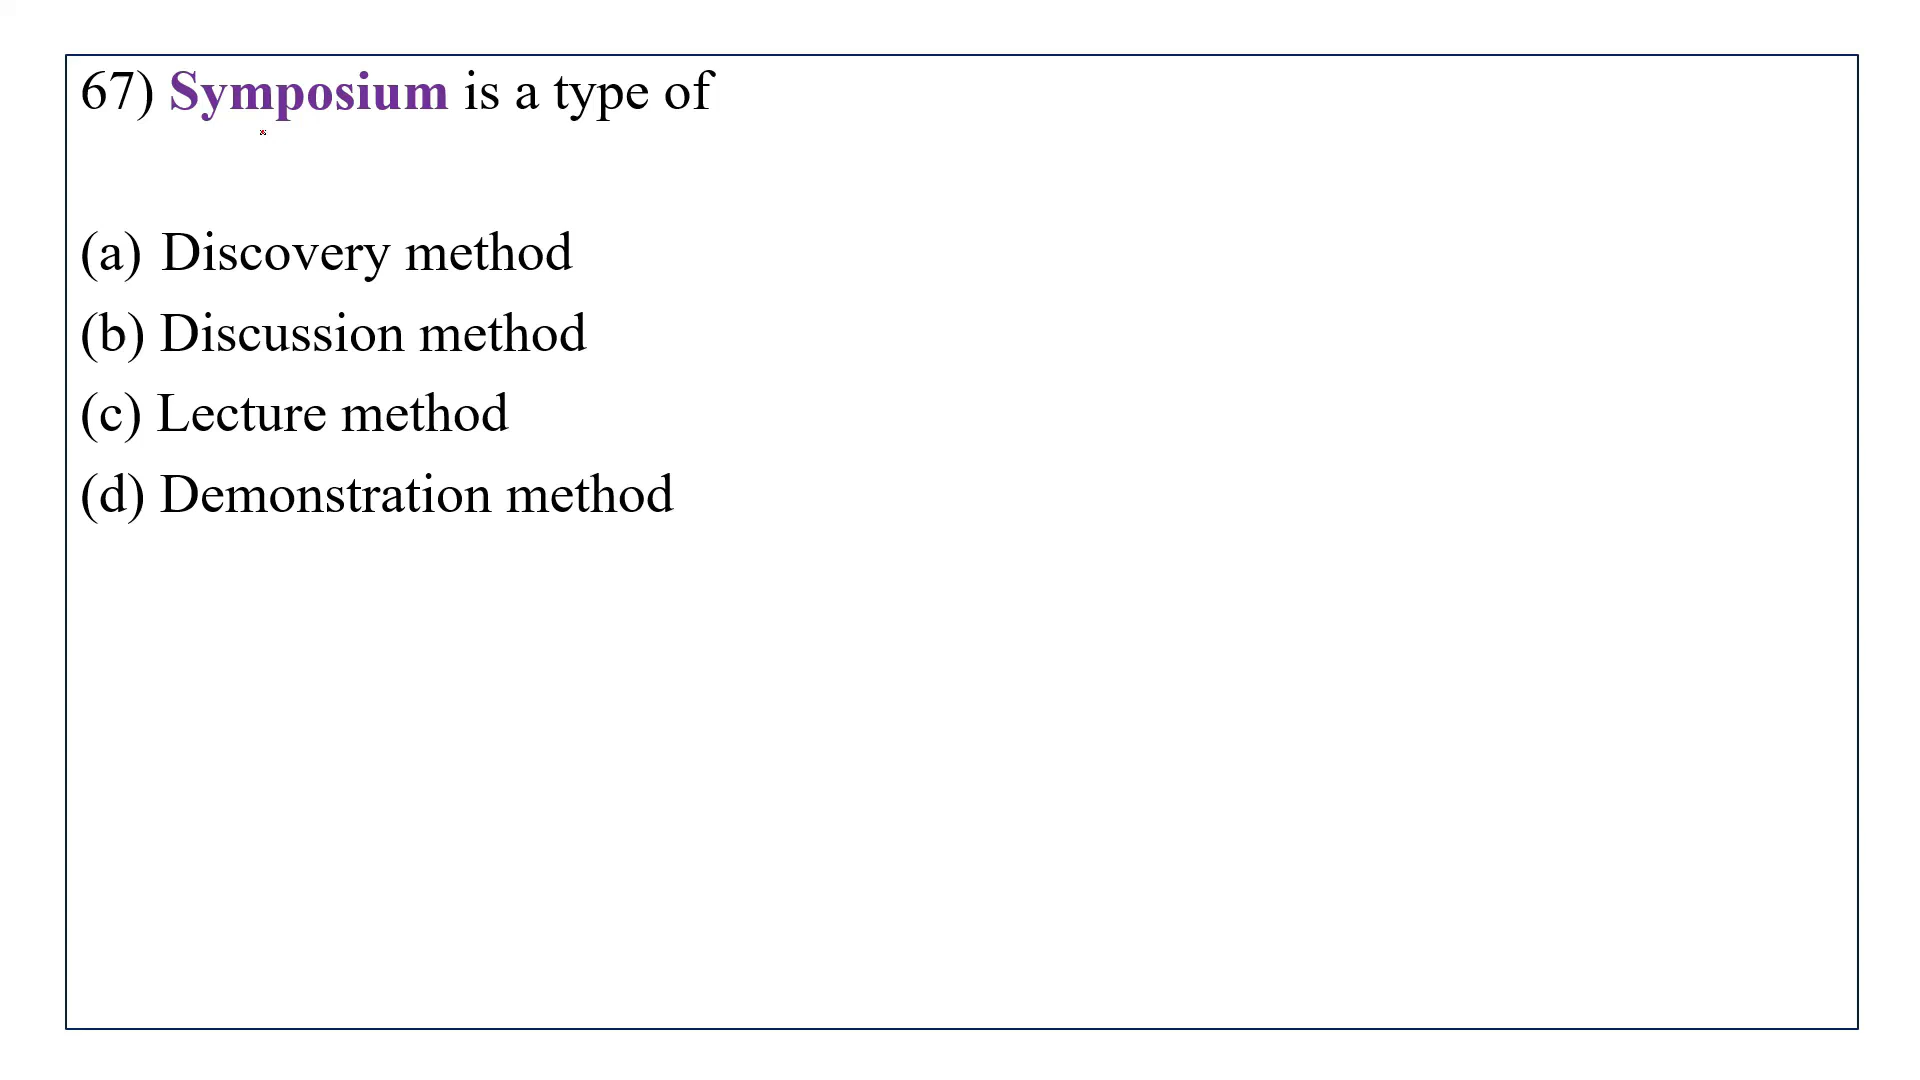 67) Symposium is a type of
(a) Discovery method
(b) Discussion method
(c) Lecture method
(d) Demonstration method